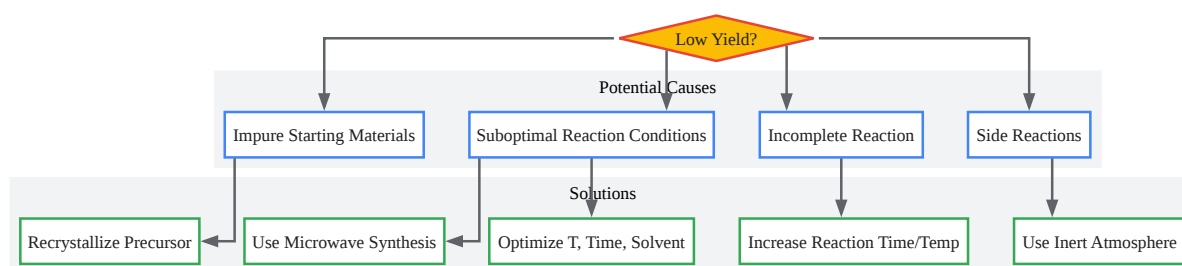 Low Yield?
Potential Causes
Impure Starting Materials
Suboptimal Reaction Conditions
Incomplete Reaction
Side Reactions
Solutions
Recrystallize Precursor
Use Microwave Synthesis
Optimize T, Time, Solvent
Increase Reaction Time/Temp
Use Inert Atmosphere